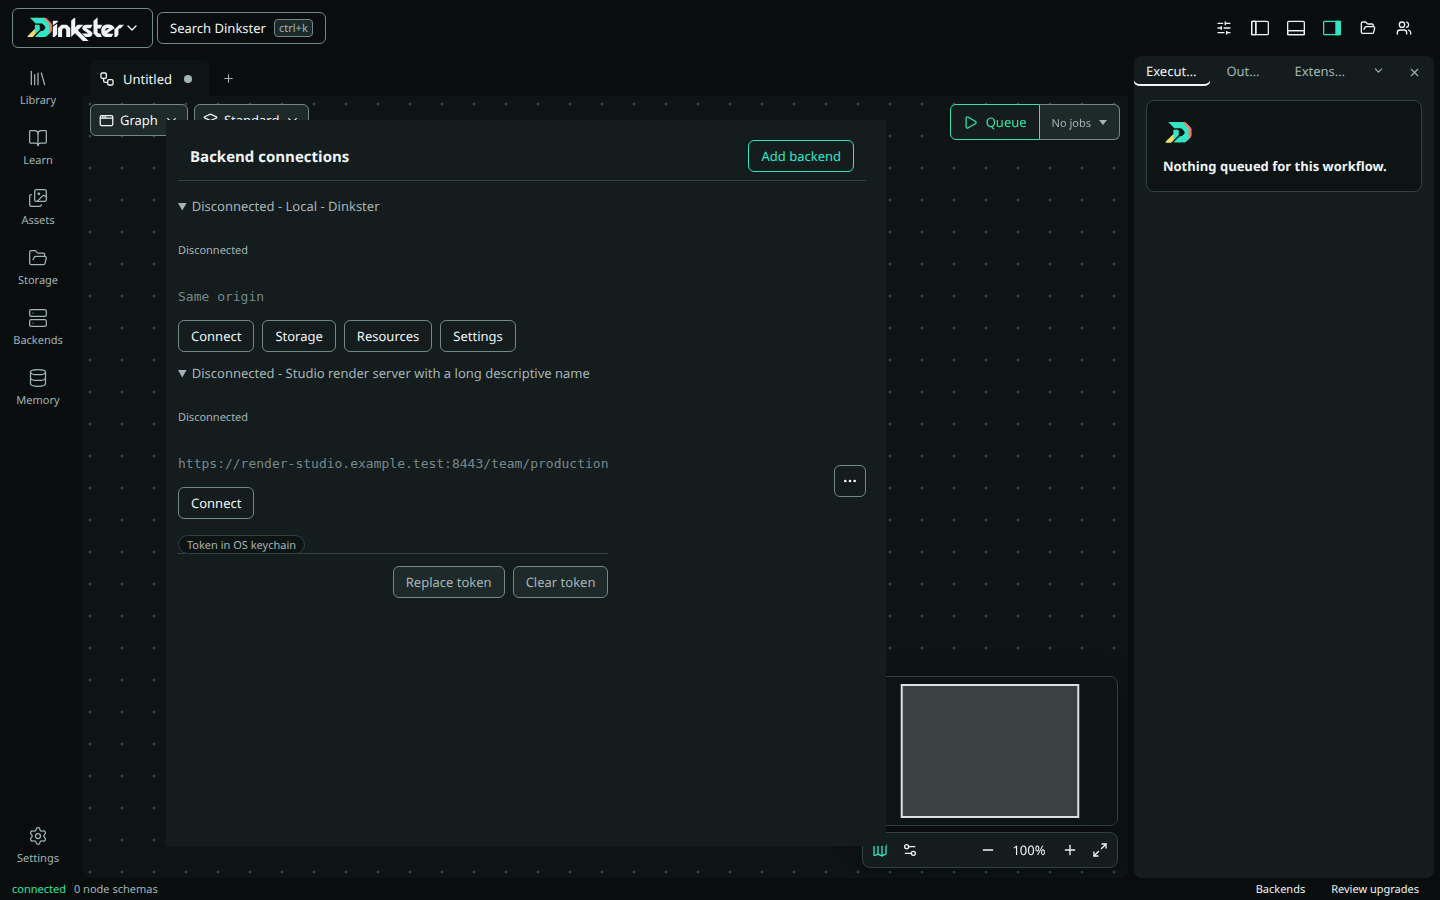 Dinkster
Search Dinkster ctrl+k
Library
Learn
Assets
Storage
Backends
Memory
Settings
Untitled
Graph
Standard
Queue
No jobs
Backend connections
Add backend
Disconnected - Local - Dinkster
Disconnected
Same origin
Connect Storage Resources Settings
Disconnected - Studio render server with a long descriptive name
Disconnected
https://render-studio.example.test:8443/team/production
Connect
Token in OS keychain
Replace token Clear token
100%
Execut... Out... Extens...
Nothing queued for this workflow.
connected 0 node schemas
Backends Review upgrades